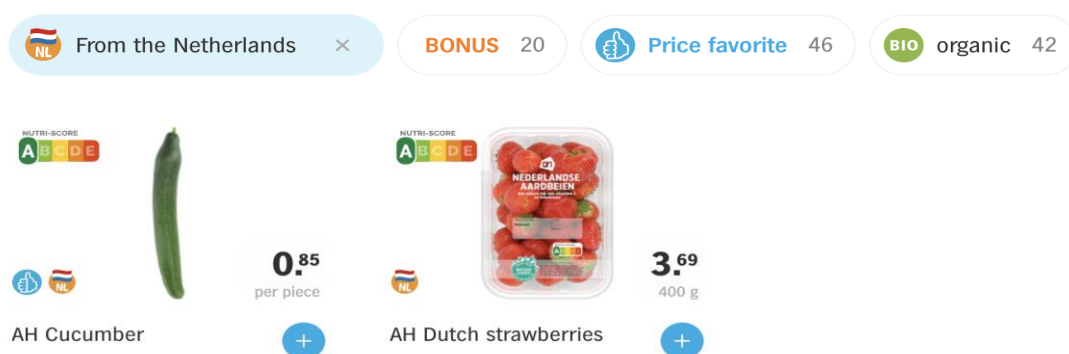 NL From the Netherlands ×
BONUS 20
Price favorite 46
BIO organic 42
NUTRI-SCORE
A B C D E
NL
0.85
per piece
AH Cucumber
+
NUTRI-SCORE
A B C D E
NEDERLANDSE
AARDBEIEN
NL
3.69
400 g
AH Dutch strawberries
+